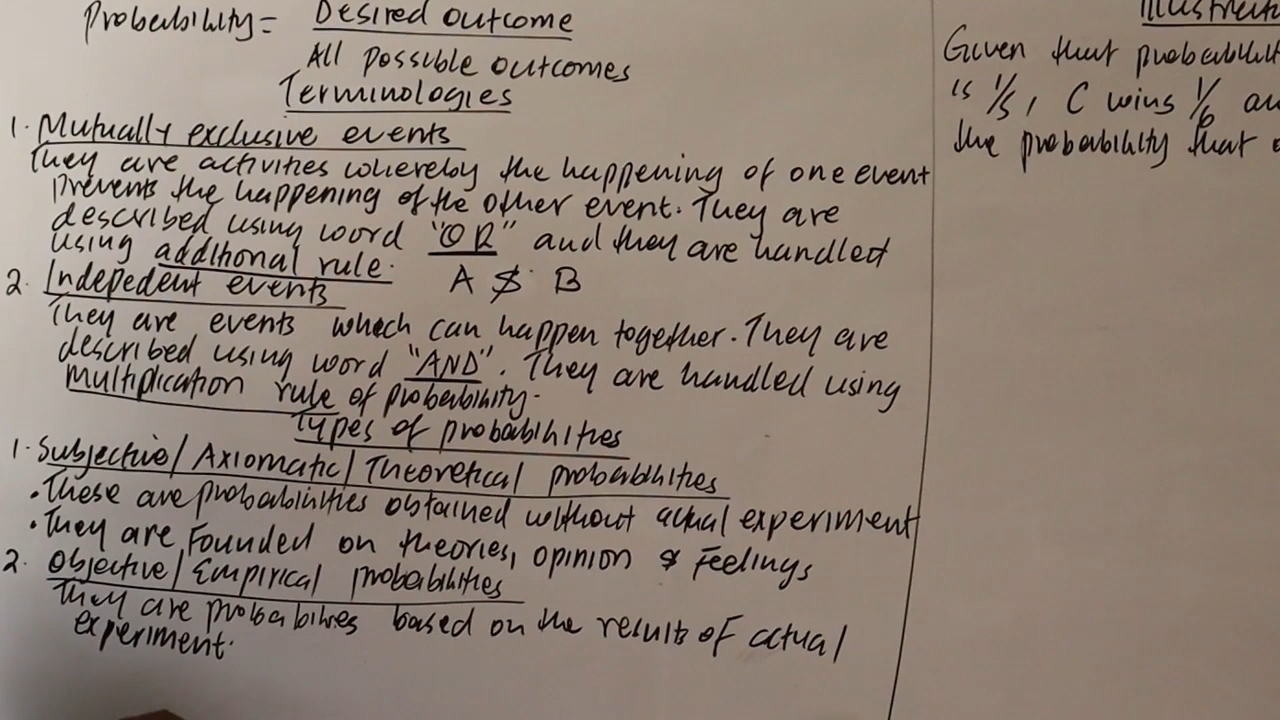 Probability = Desired outcome
All possible outcomes
Terminologies
1. Mutually exclusive events
They are activities whereby the happening of one event
prevents the happening of the other event. They are
described using word "OR" and they are handled
using additional rule.
2. Indepedent events A $ B
They are events which can happen together. They are
described using word "AND". They are handled using
multiplication rule of probability.
Types of probabilities
1. Subjective/Axiomatic/Theoretical probabilities
• These are probabilities obtained without actual experiment
• They are Founded on theories, opinion & Feelings
2. Objective/Empirical probabilities
They are probabilities based on the results of actual
experiment.
Given that
is 1/5, C wins 1/6
the probability that